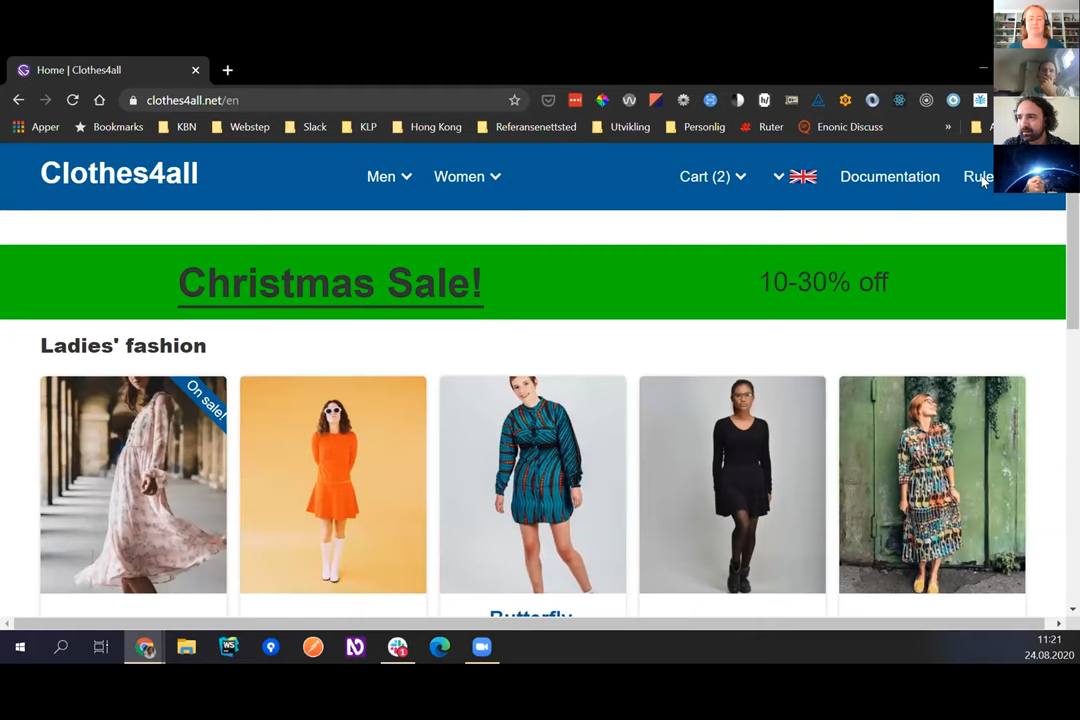 Home | Clothes4all
clothes4all.net/en
Apper
Bookmarks
KBN
Webstep
Slack
KLP
Hong Kong
Referansenettsted
Utvikling
Personlig
Ruter
Enonic Discuss
»
Clothes4all
Men
Women
Cart (2)
Documentation
Rule
Christmas Sale!
10-30% off
Ladies' fashion
On sale!
Butterfly
11:21
24.08.2020